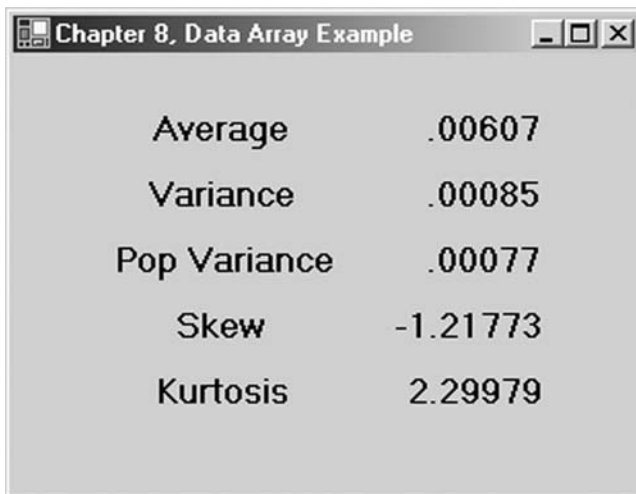 Chapter 8, Data Array Example
Average .00607
Variance .00085
Pop Variance .00077
Skew -1.21773
Kurtosis 2.29979